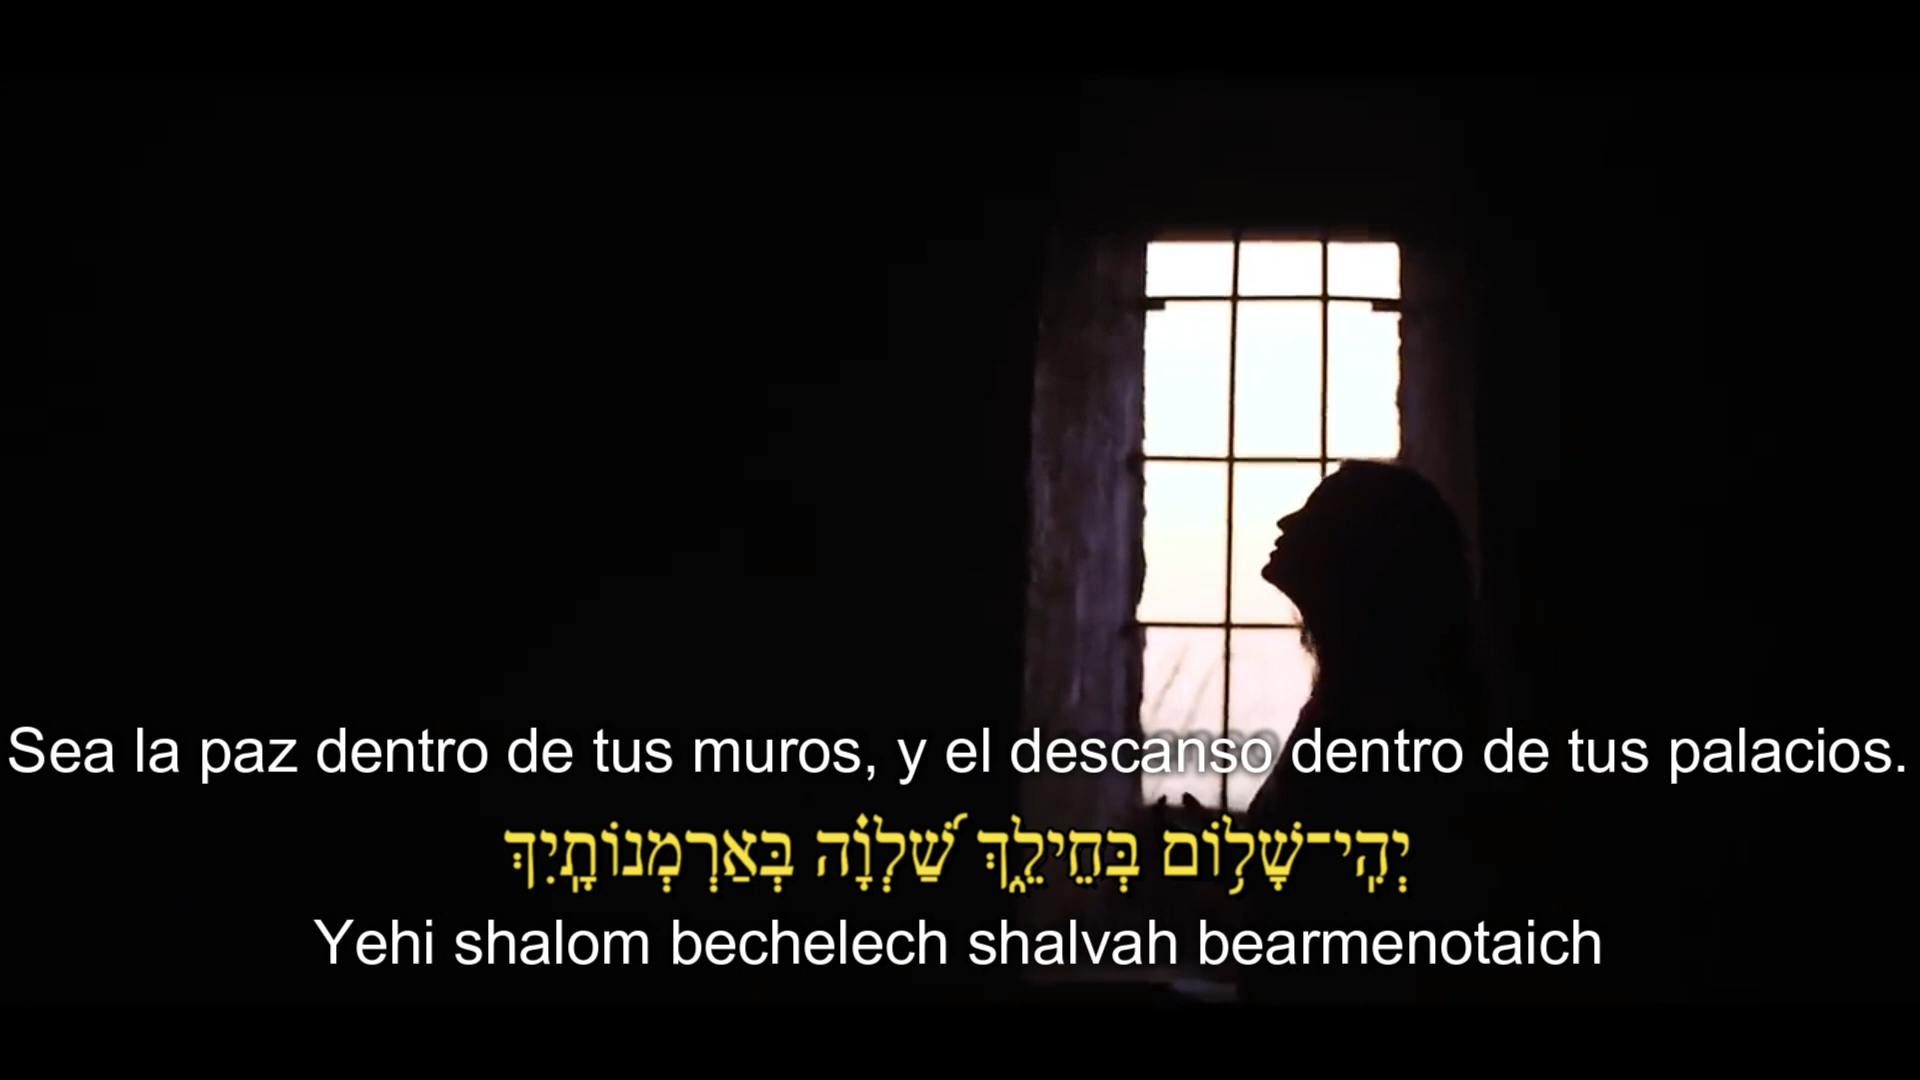 Sea la paz dentro de tus muros, y el descanso dentro de tus palacios.
יְהִֽי־שָׁל֥וֹם בְּחֵילֵ֑ךְ שַׁ֝לְוָ֗ה בְּאַרְמְנוֹתָֽיִךְ
Yehi shalom bechelech shalvah bearmenotaich